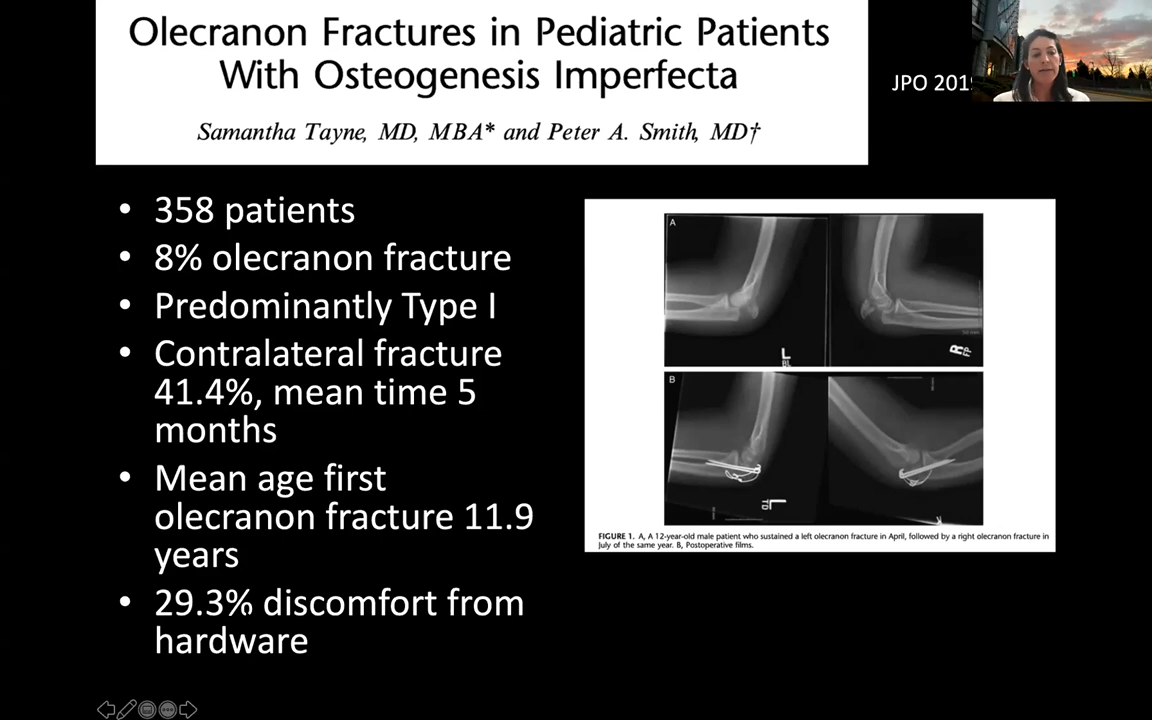 Olecranon Fractures in Pediatric Patients
With Osteogenesis Imperfecta
Samantha Tayne, MD, MBA* and Peter A. Smith, MD†
JPO 2019
• 358 patients
• 8% olecranon fracture
• Predominantly Type I
• Contralateral fracture
41.4%, mean time 5
months
• Mean age first
olecranon fracture 11.9
years
• 29.3% discomfort from
hardware
A
L
R
B
L
FIGURE 1. A, A 12-year-old male patient who sustained a left olecranon fracture in April, followed by a right olecranon fracture in
July of the same year. B, Postoperative films.